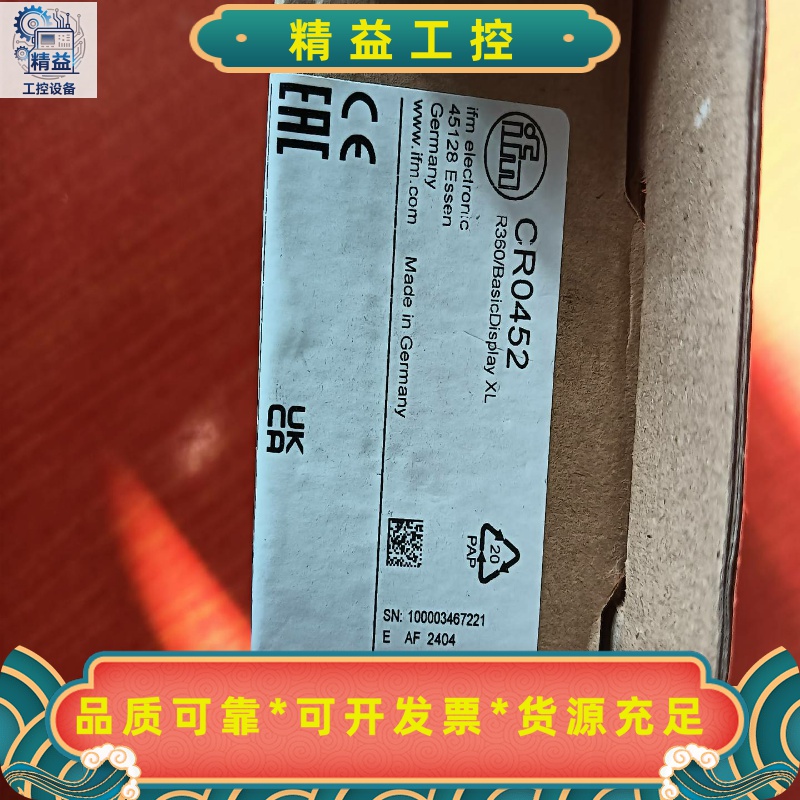 精益
工控设备
精益工控
ifm
CR0452
R360/BasicDisplay XL
ifm electronic
45128 Essen
Germany
www.ifm.com
Made in Germany
CE
EAC
UK
CA
20
PAP
SN: 100003467221
E AF 2404
品质可靠*可开发票*货源充足